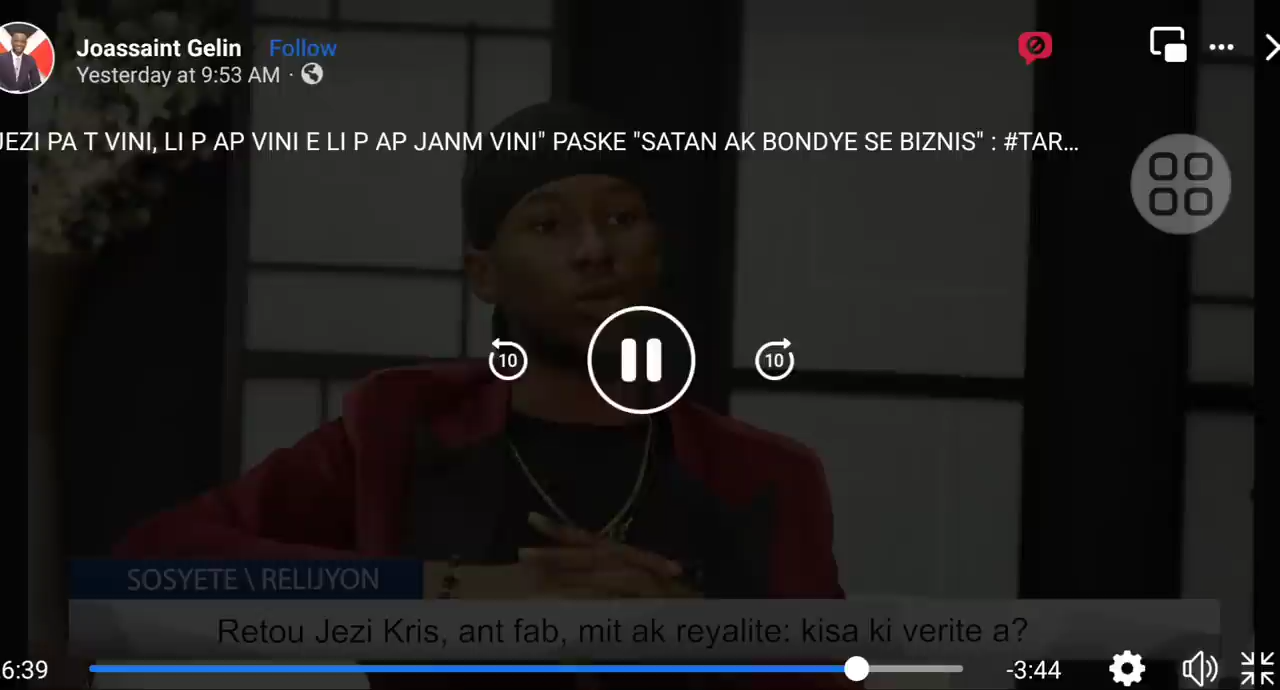 Joassaint Gelin Follow
Yesterday at 9:53 AM ·
JEZI PA T VINI, LI P AP VINI E LI P AP JANM VINI" PASKE "SATAN AK BONDYE SE BIZNIS" : #TAR...
10
10
SOSYETE \ RELIJYON
Retou Jezi Kris, ant fab, mit ak reyalite: kisa ki verite a?
6:39
-3:44